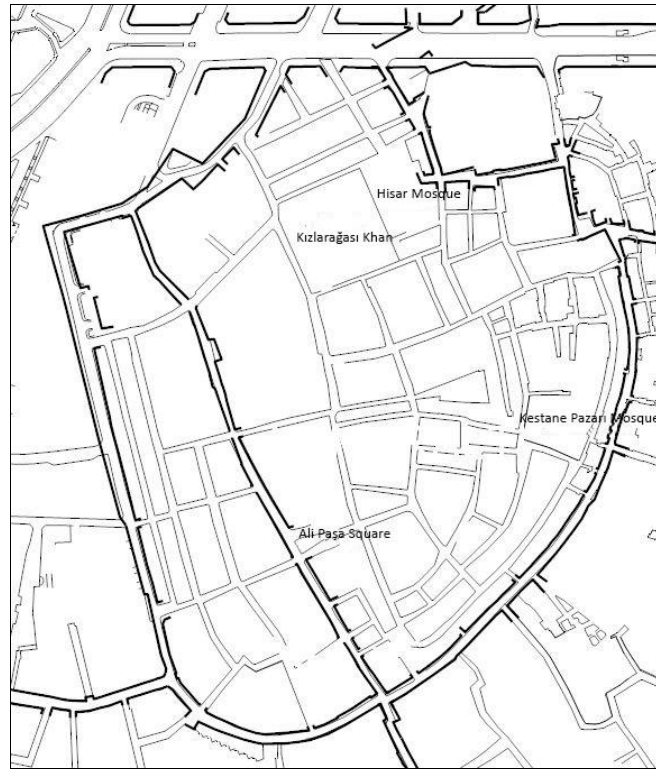 Hisar Mosque
Kızlarağası Khan
Kestane Pazarı Mosque
Ali Paşa Square